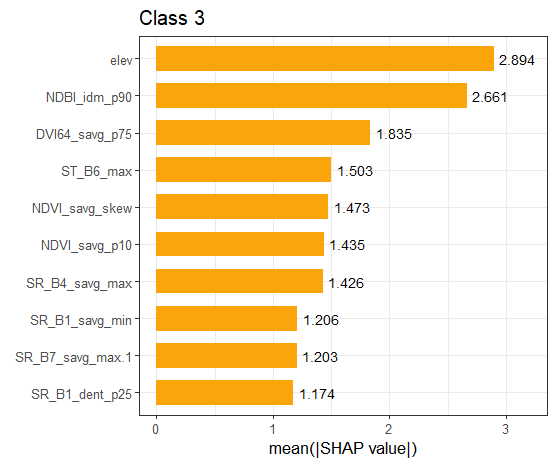 Class 3
elev 2.894
NDBI_idm_p90 2.661
DVI64_savg_p75 1.835
ST_B6_max 1.503
NDVI_savg_skew 1.473
NDVI_savg_p10 1.435
SR_B4_savg_max 1.426
SR_B1_savg_min 1.206
SR_B7_savg_max.1 1.203
SR_B1_dent_p25 1.174
0 1 2 3
mean(|SHAP value|)